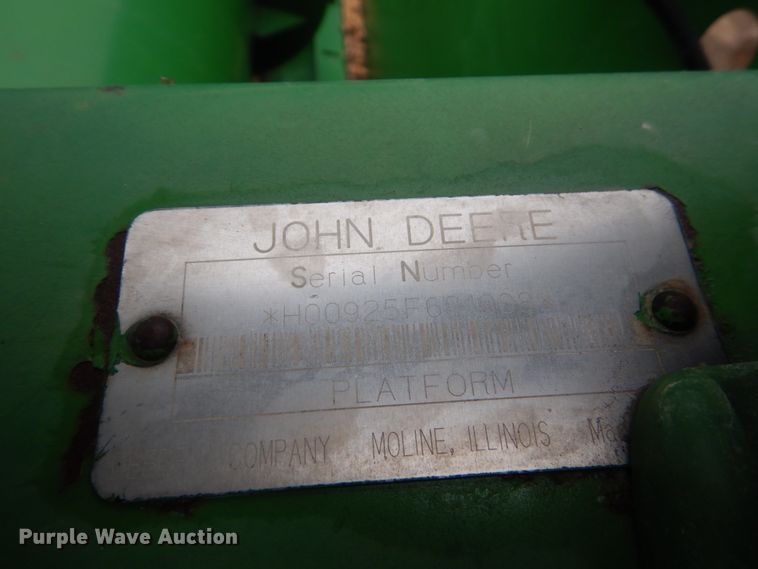 JOHN DEERE
Serial Number
PLATFORM
COMPANY MOLINE, ILLINOIS
Purple Wave Auction